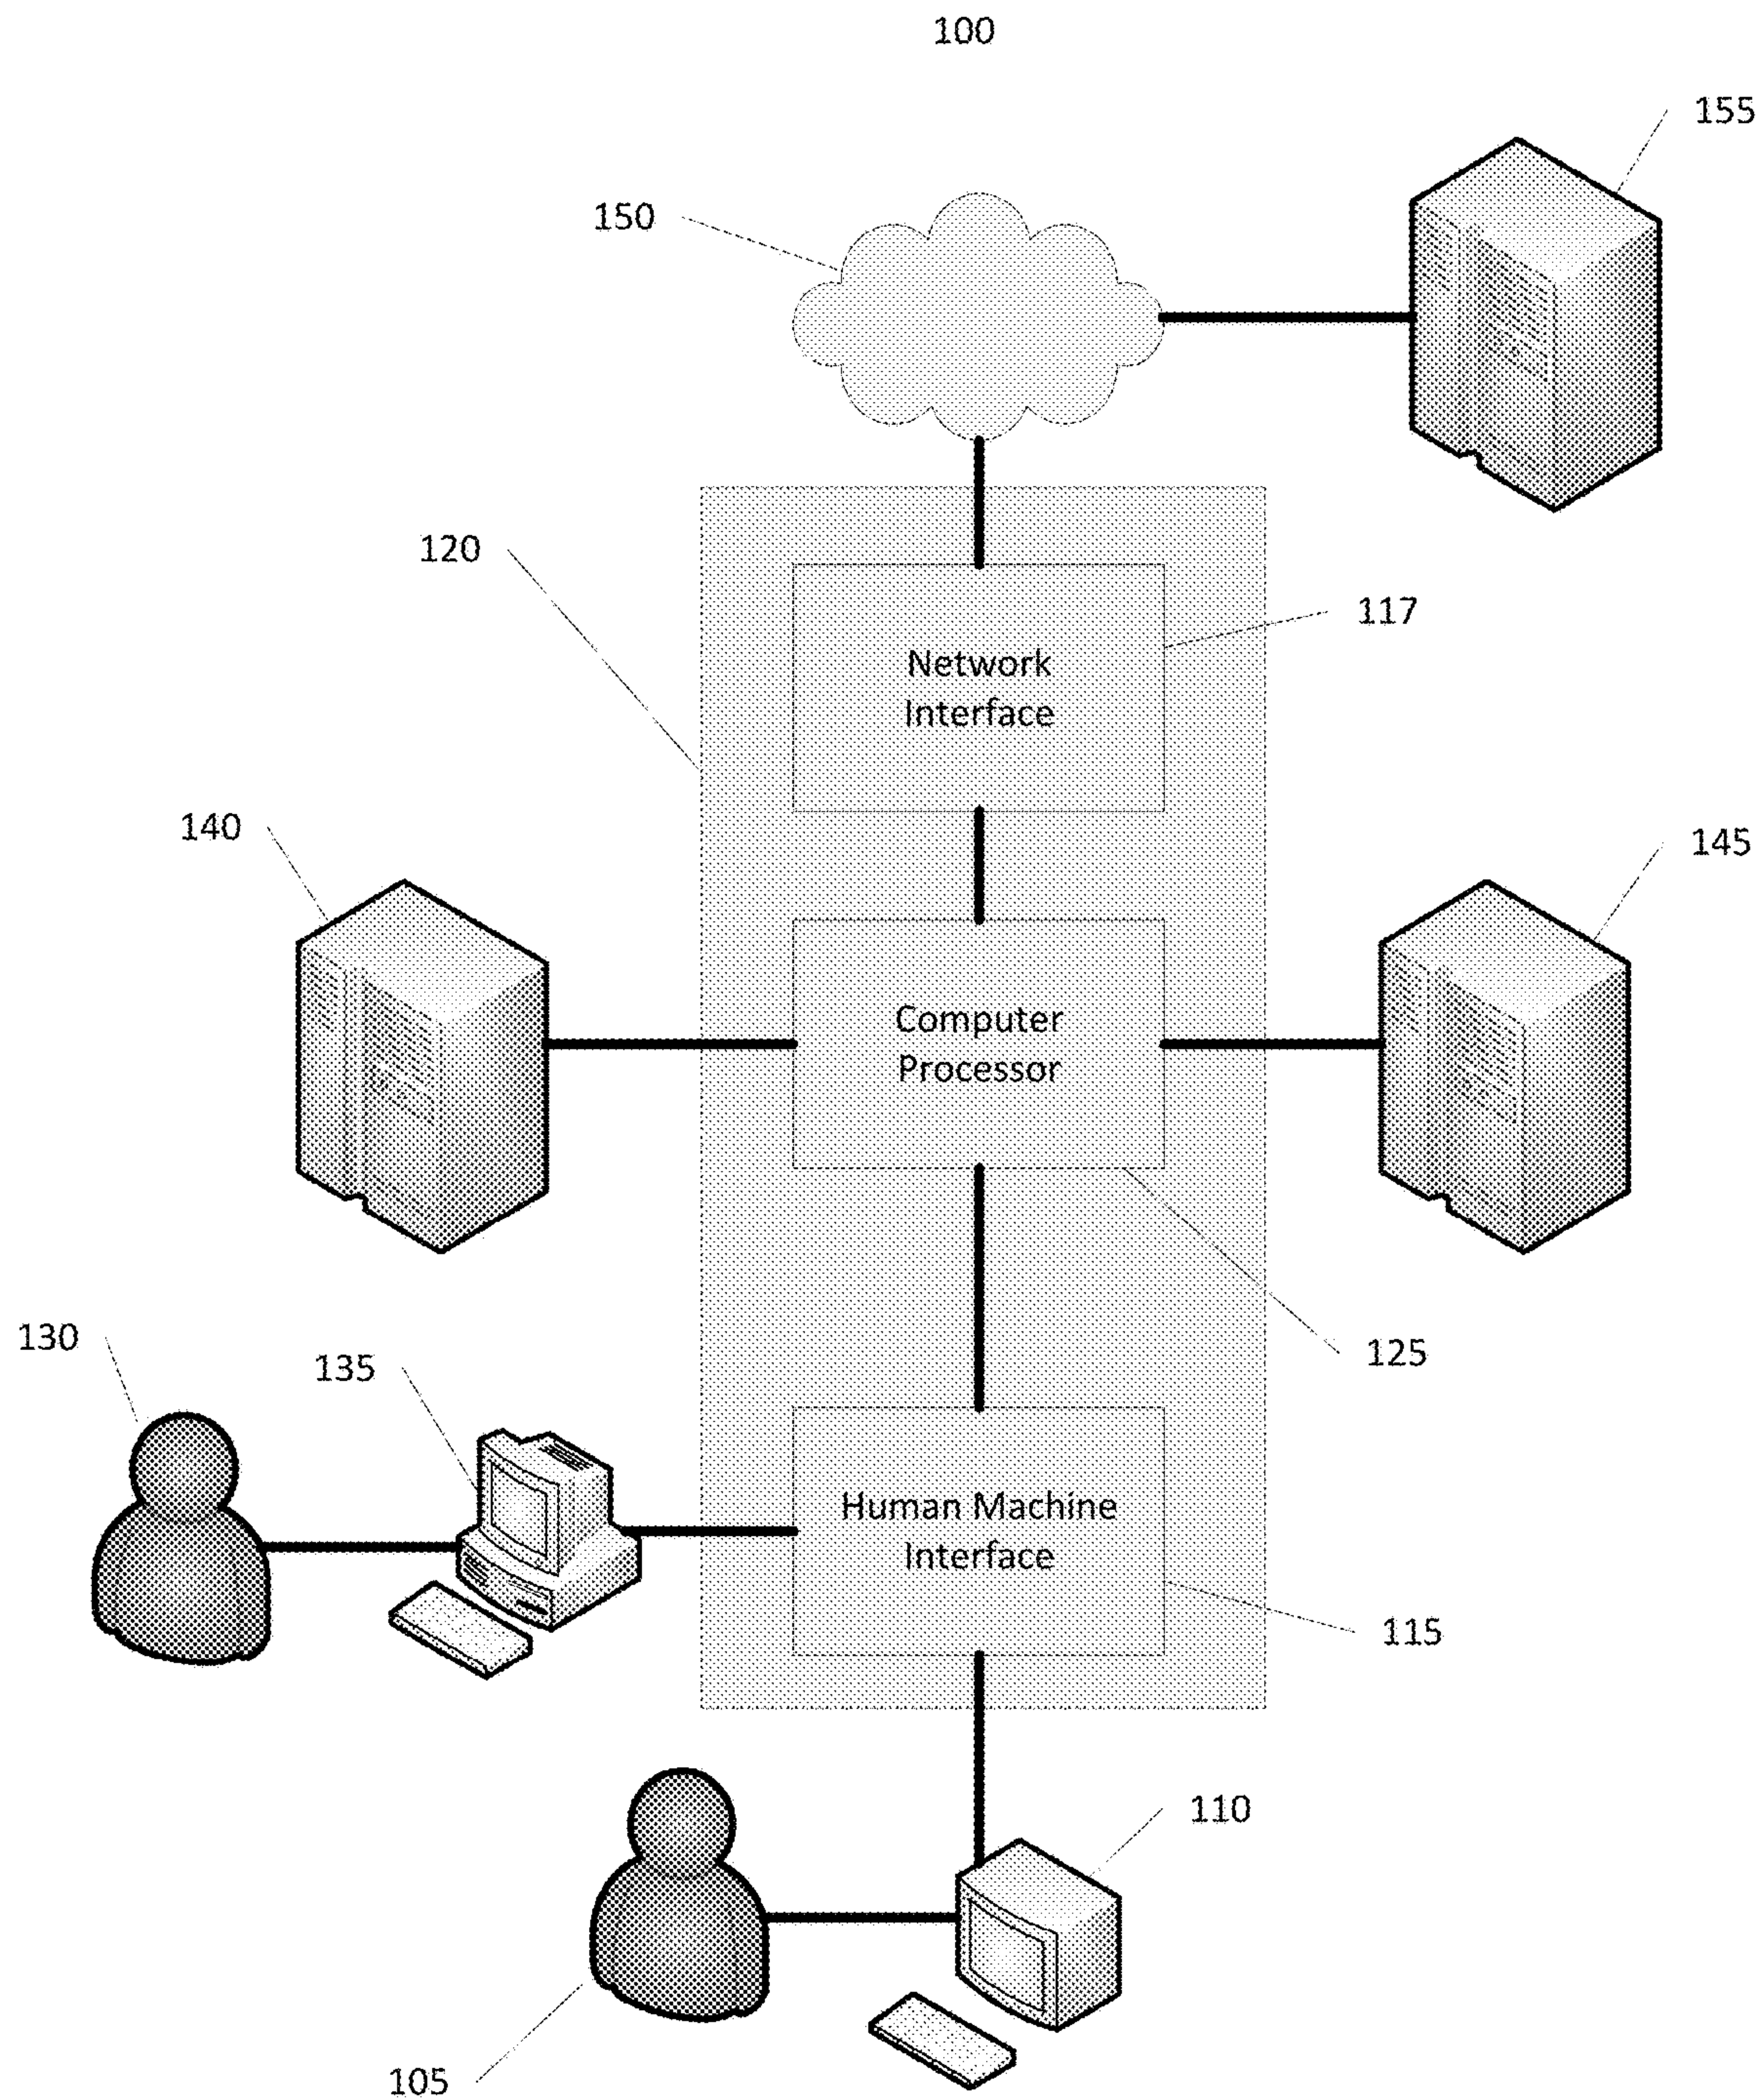 100
155
150
120
117
Network
Interface
140
145
Computer
Processor
130
135
125
Human Machine
Interface
115
110
105